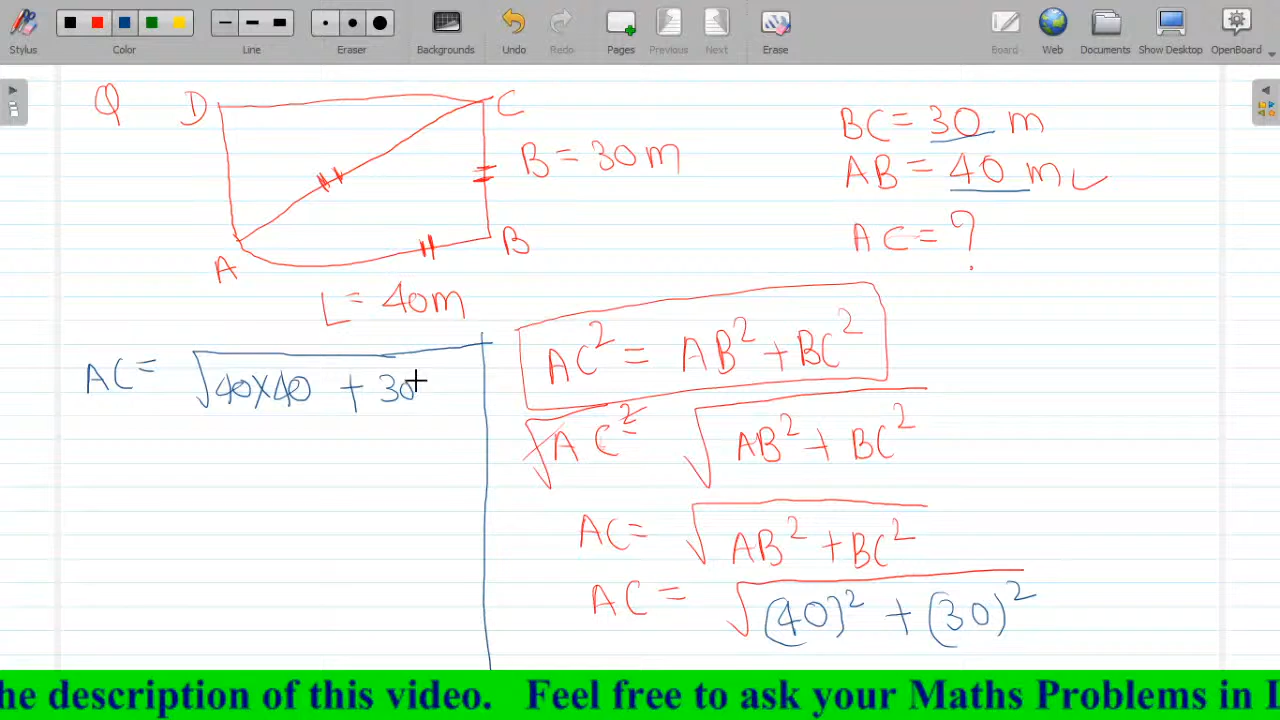 Stylus
Color
Line
Eraser
Backgrounds
Undo
Redo
Pages
Previous
Next
Erase
Board
Web
Documents
Show Desktop
OpenBoard
Q
D
C
B = 30 m
B
A
L = 40m
BC = 30 m
AB = 40 m
AC = ?
AC² = AB² + BC²
√AC² √AB² + BC²
AC = √AB² + BC²
AC = √(40)² + (30)²
AC = √40×40 + 30
he description of this video. Feel free to ask your Maths Problems in